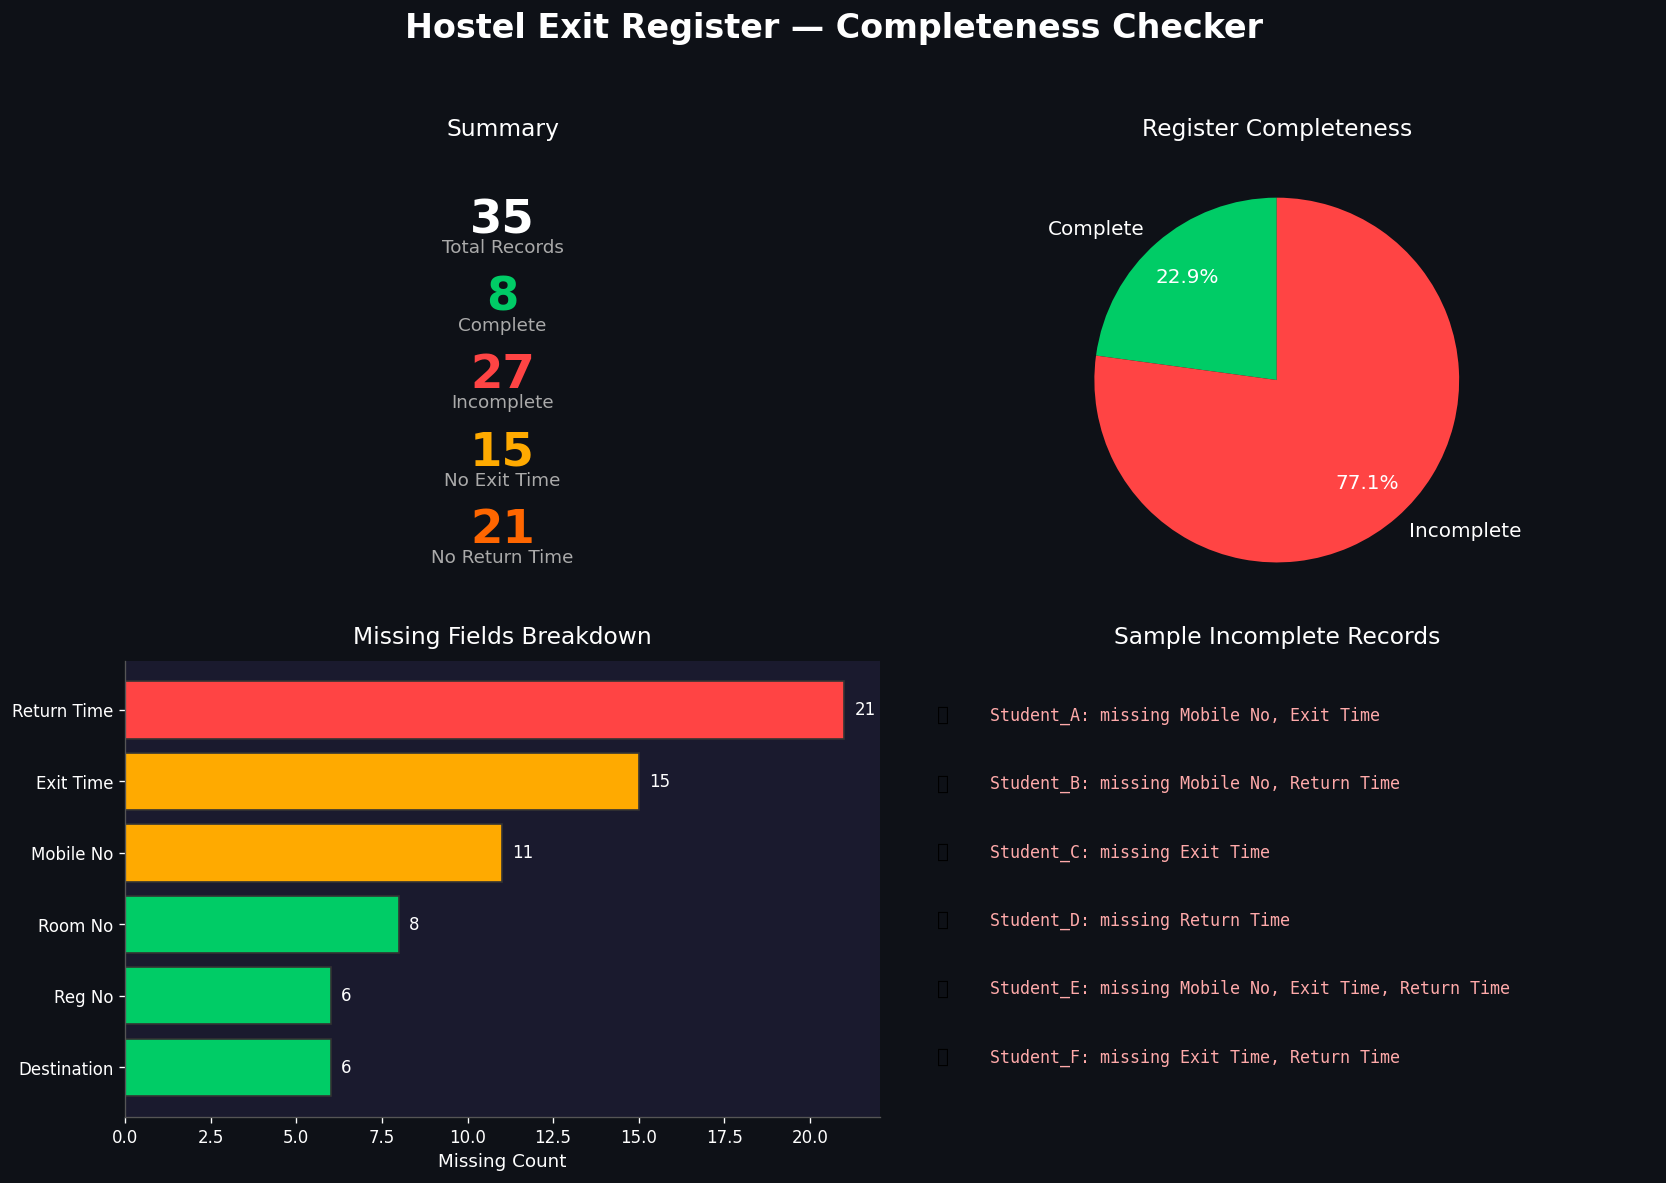 Hostel Exit Register — Completeness Checker
Summary
35
Total Records
8
Complete
27
Incomplete
15
No Exit Time
21
No Return Time
Register Completeness
Complete
22.9%
77.1%
Incomplete
Missing Fields Breakdown
Return Time
21
Exit Time
15
Mobile No
11
Room No
8
Reg No
6
Destination
6
0.0 2.5 5.0 7.5 10.0 12.5 15.0 17.5 20.0
Missing Count
Sample Incomplete Records
Student_A: missing Mobile No, Exit Time
Student_B: missing Mobile No, Return Time
Student_C: missing Exit Time
Student_D: missing Return Time
Student_E: missing Mobile No, Exit Time, Return Time
Student_F: missing Exit Time, Return Time